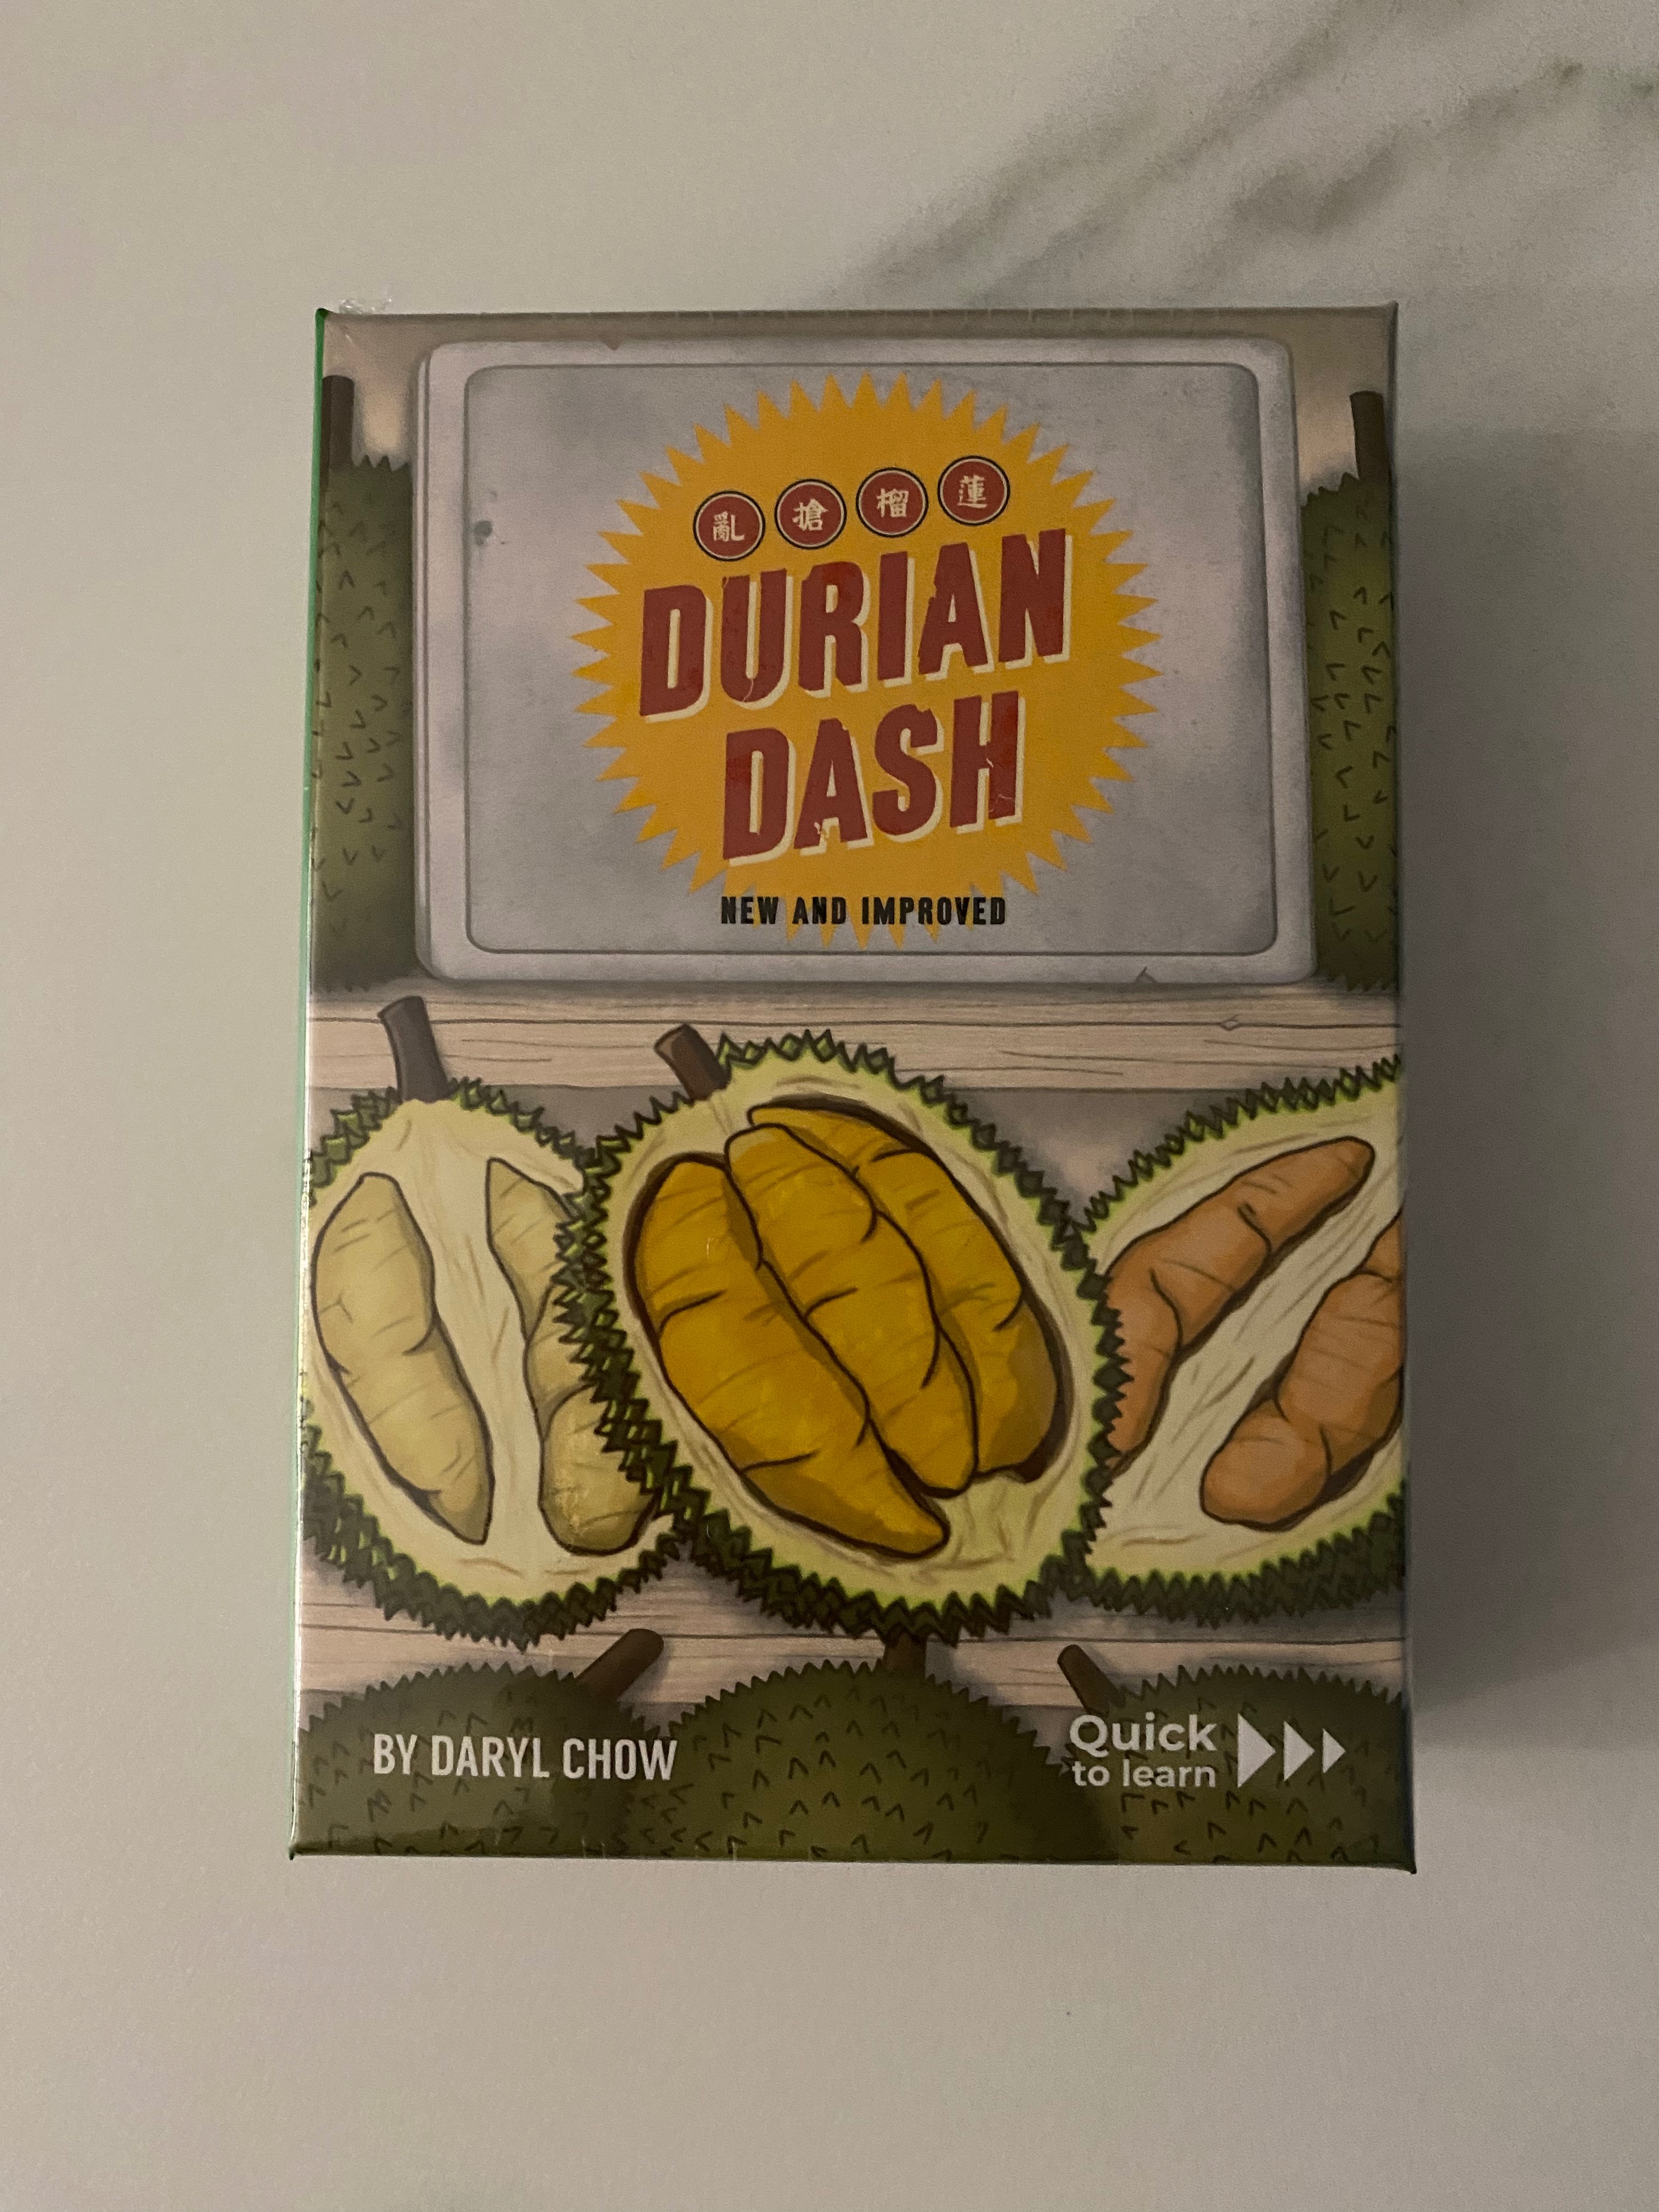 亂搶榴蓮
DURIAN
DASH
NEW AND IMPROVED
BY DARYL CHOW
Quick
to learn